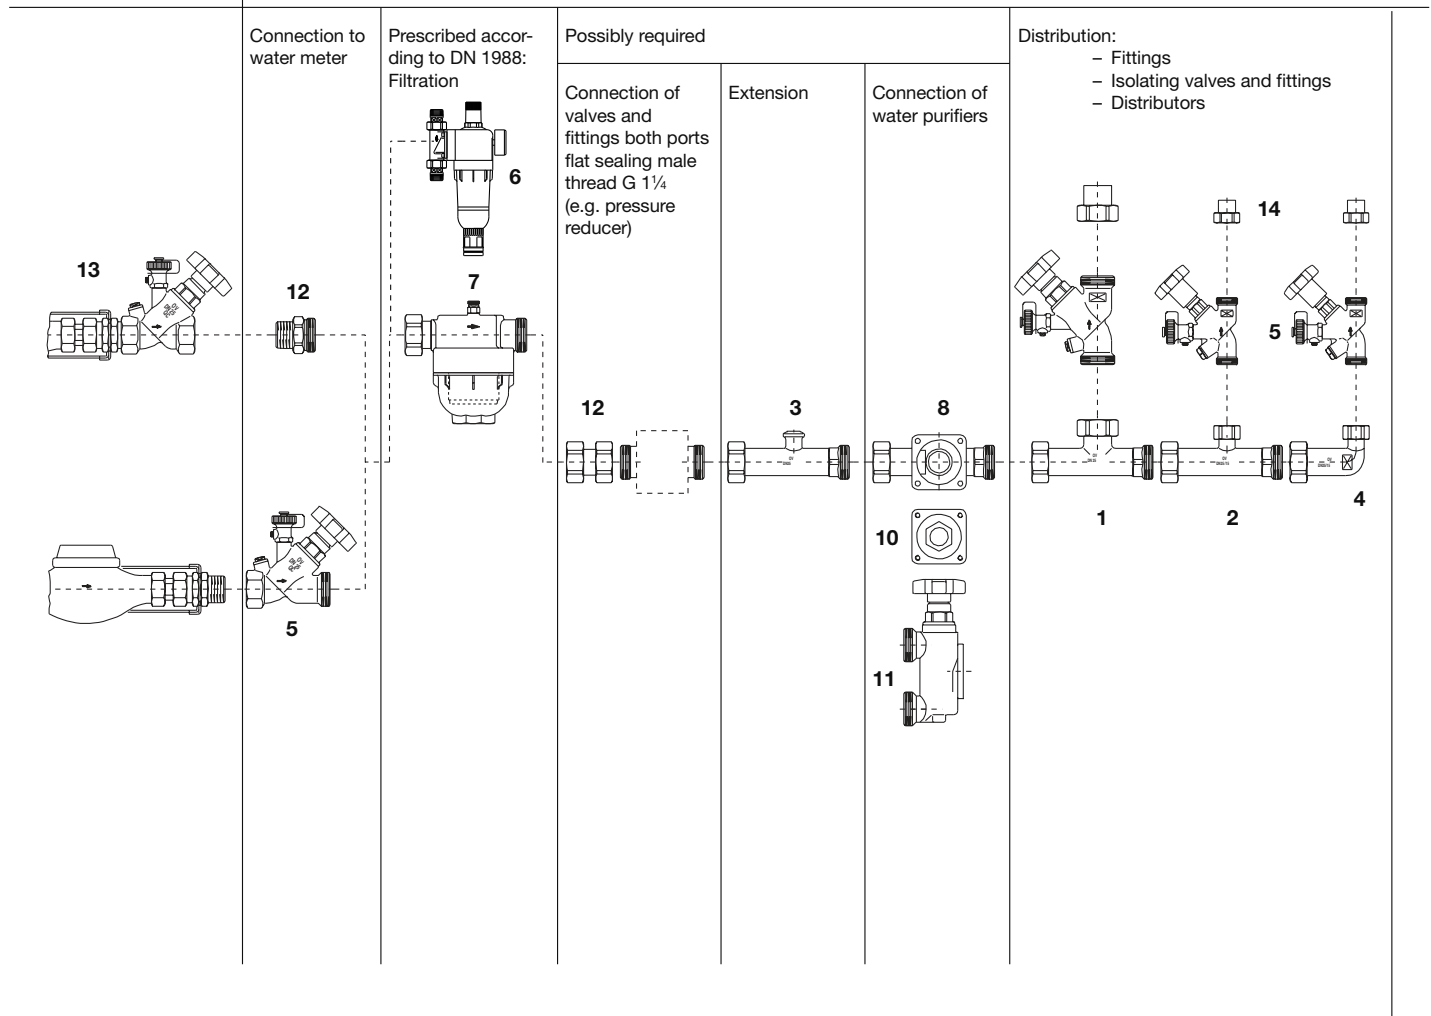 Connection to
water meter
Prescribed accor-
ding to DN 1988:
Filtration
Possibly required
Connection of
valves and
fittings both ports
flat sealing male
thread G 1¼
(e.g. pressure
reducer)
Extension
Connection of
water purifiers
Distribution:
– Fittings
– Isolating valves and fittings
– Distributors
13
12
6
7
5
12
3
8
10
11
14
5
1
2
4